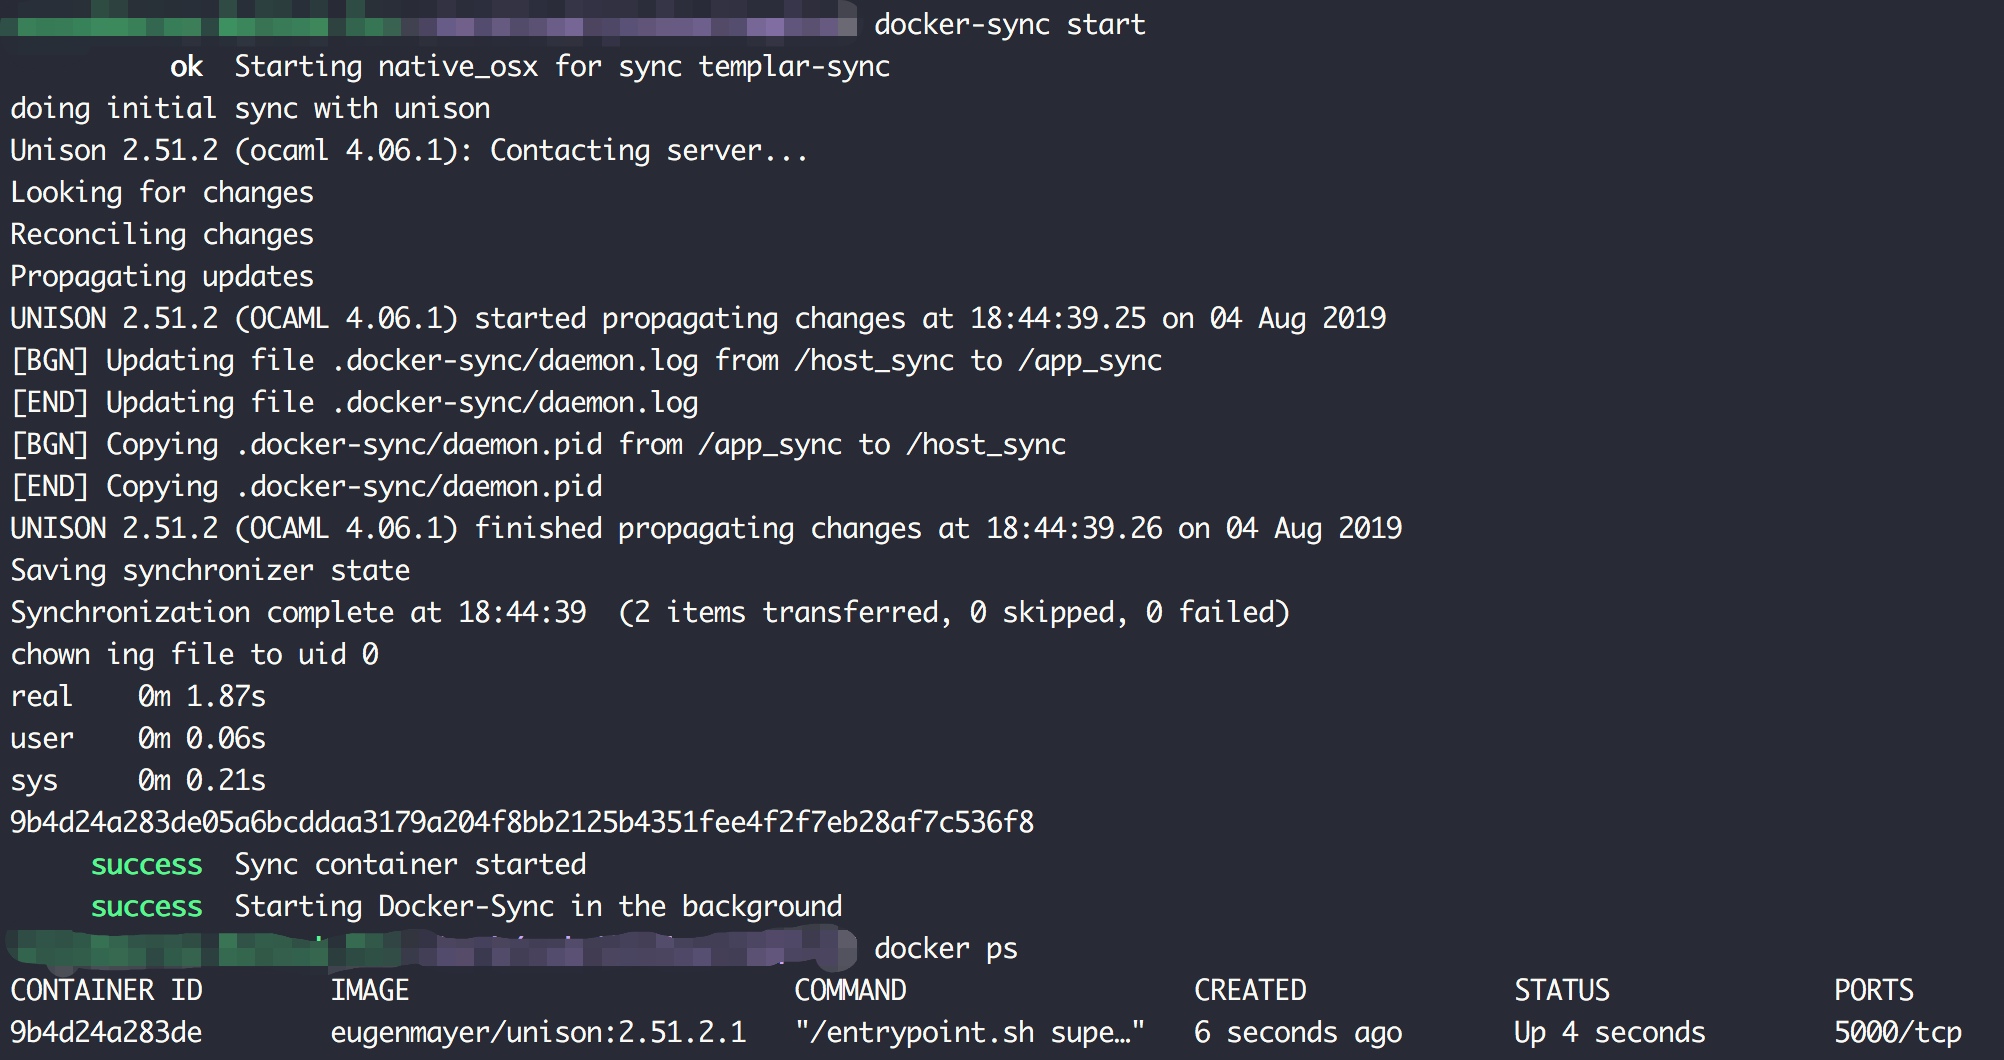 docker-sync start
ok  Starting native_osx for sync templar-sync
doing initial sync with unison
Unison 2.51.2 (ocaml 4.06.1): Contacting server...
Looking for changes
Reconciling changes
Propagating updates
UNISON 2.51.2 (OCAML 4.06.1) started propagating changes at 18:44:39.25 on 04 Aug 2019
[BGN] Updating file .docker-sync/daemon.log from /host_sync to /app_sync
[END] Updating file .docker-sync/daemon.log
[BGN] Copying .docker-sync/daemon.pid from /app_sync to /host_sync
[END] Copying .docker-sync/daemon.pid
UNISON 2.51.2 (OCAML 4.06.1) finished propagating changes at 18:44:39.26 on 04 Aug 2019
Saving synchronizer state
Synchronization complete at 18:44:39  (2 items transferred, 0 skipped, 0 failed)
chown ing file to uid 0
real    0m 1.87s
user    0m 0.06s
sys     0m 0.21s
9b4d24a283de05a6bcddaa3179a204f8bb2125b4351fee4f2f7eb28af7c536f8
success  Sync container started
success  Starting Docker-Sync in the background
docker ps
CONTAINER ID        IMAGE                        COMMAND                  CREATED             STATUS              PORTS
9b4d24a283de        eugenmayer/unison:2.51.2.1   "/entrypoint.sh supe…"   6 seconds ago       Up 4 seconds        5000/tcp